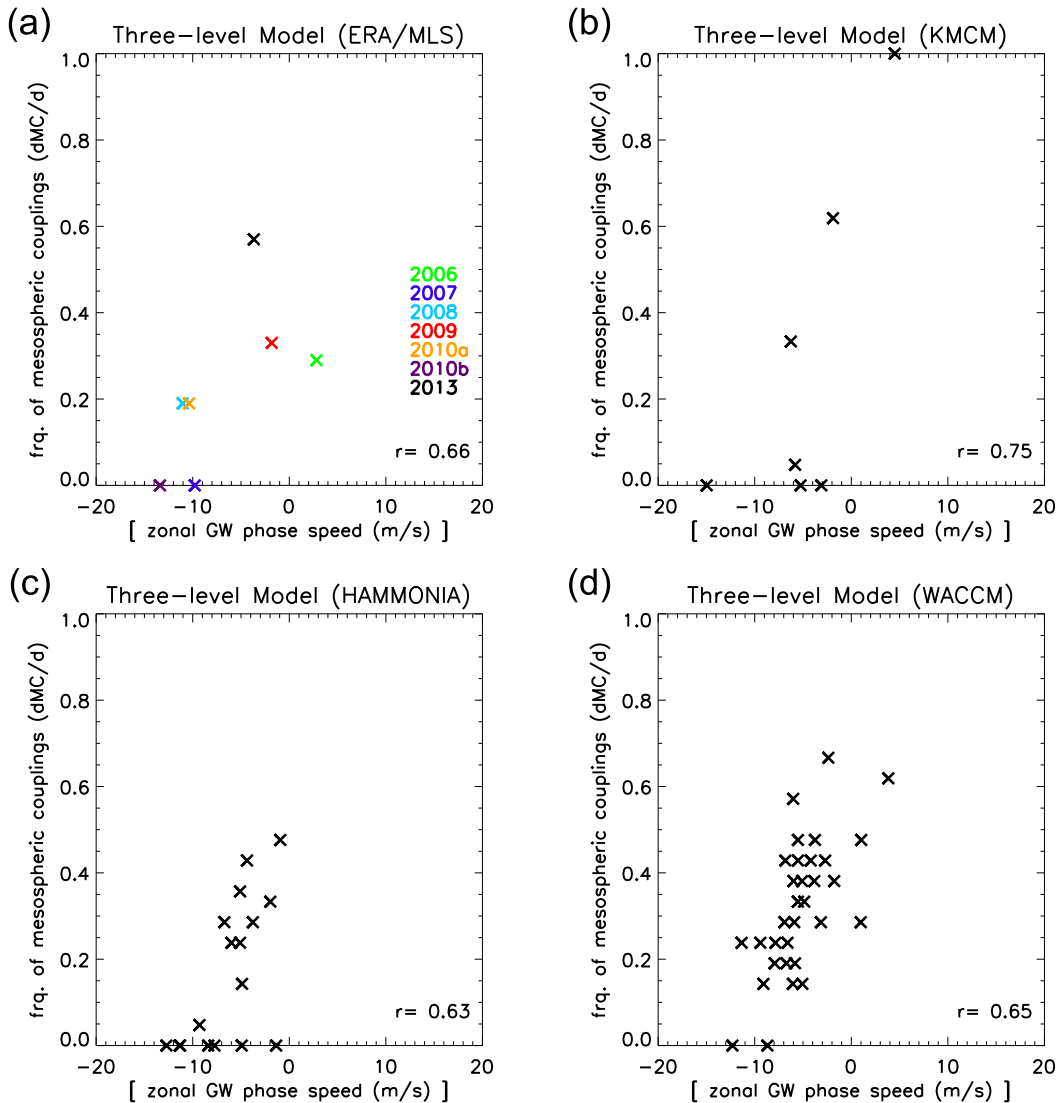 (a)
Three-level Model (ERA/MLS)
frq. of mesospheric couplings (dMC/d)
1.0
0.8
0.6
0.4
0.2
0.0
2006
2007
2008
2009
2010a
2010b
2013
r= 0.66
-20 -10 0 10 20
[ zonal GW phase speed (m/s) ]
(b)
Three-level Model (KMCM)
frq. of mesospheric couplings (dMC/d)
1.0
0.8
0.6
0.4
0.2
0.0
r= 0.75
-20 -10 0 10 20
[ zonal GW phase speed (m/s) ]
(c)
Three-level Model (HAMMONIA)
frq. of mesospheric couplings (dMC/d)
1.0
0.8
0.6
0.4
0.2
0.0
r= 0.63
-20 -10 0 10 20
[ zonal GW phase speed (m/s) ]
(d)
Three-level Model (WACCM)
frq. of mesospheric couplings (dMC/d)
1.0
0.8
0.6
0.4
0.2
0.0
r= 0.65
-20 -10 0 10 20
[ zonal GW phase speed (m/s) ]